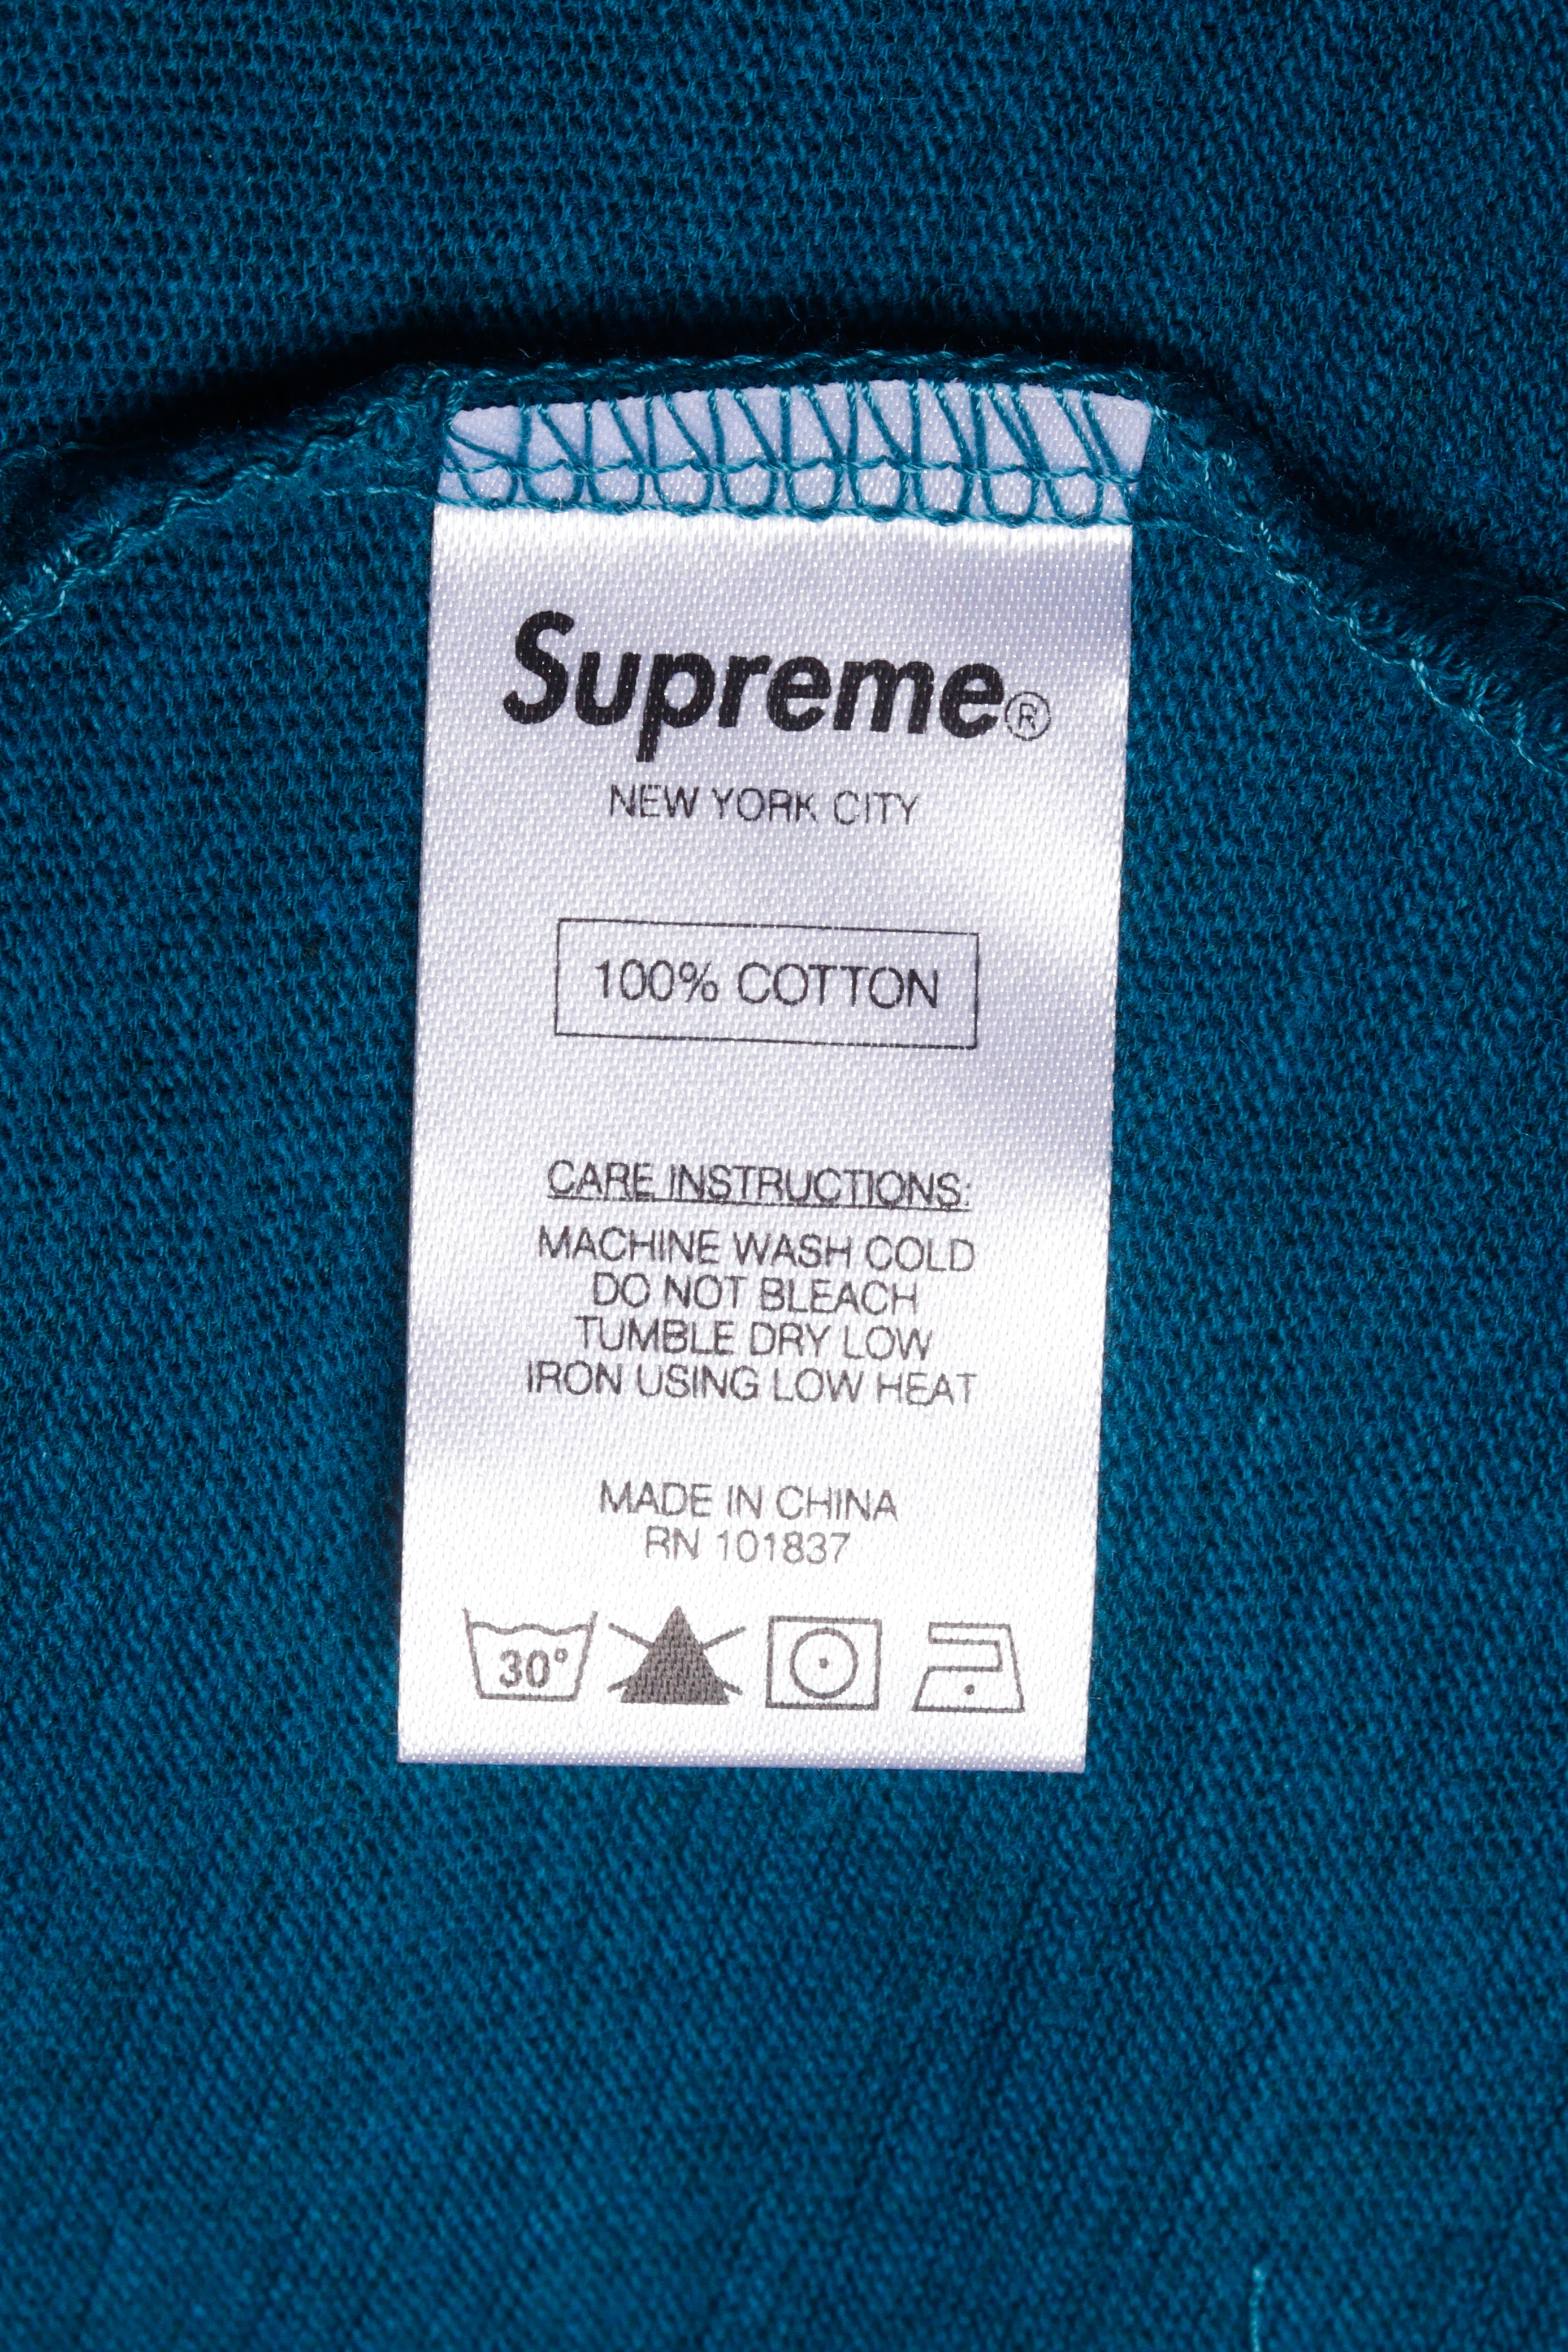 Supreme®
NEW YORK CITY
100% COTTON
CARE INSTRUCTIONS:
MACHINE WASH COLD
DO NOT BLEACH
TUMBLE DRY LOW
IRON USING LOW HEAT
MADE IN CHINA
RN 101837
30°